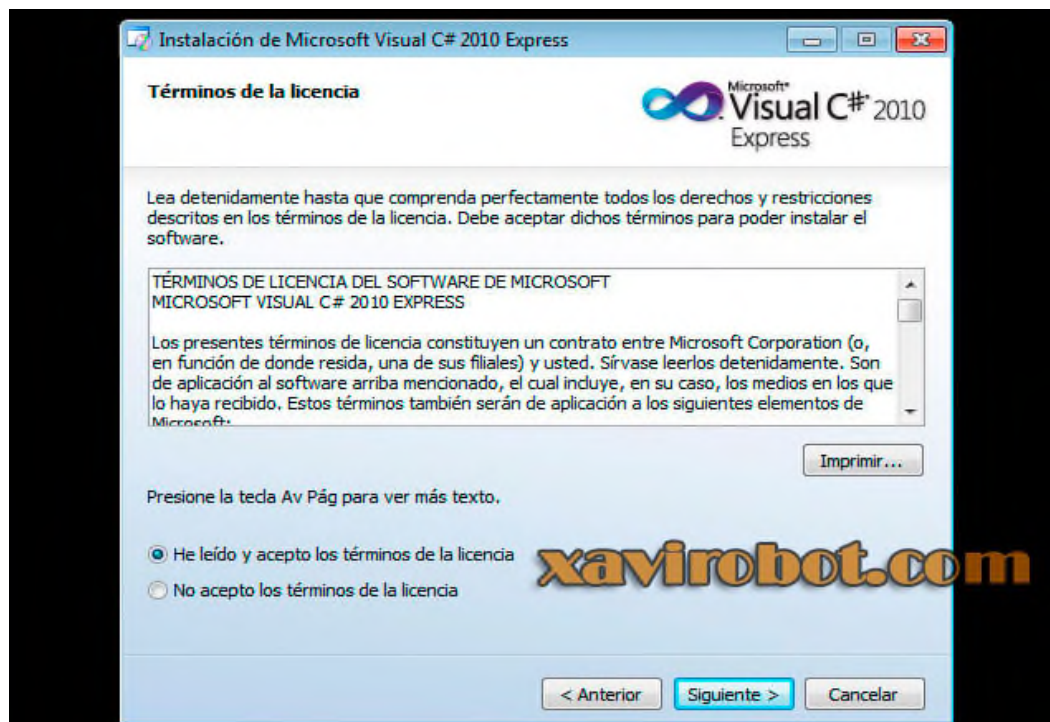 Instalación de Microsoft Visual C# 2010 Express
Términos de la licencia
Microsoft®
Visual C#® 2010
Express
Lea detenidamente hasta que comprenda perfectamente todos los derechos y restricciones
descritos en los términos de la licencia. Debe aceptar dichos términos para poder instalar el
software.
TÉRMINOS DE LICENCIA DEL SOFTWARE DE MICROSOFT
MICROSOFT VISUAL C# 2010 EXPRESS
Los presentes términos de licencia constituyen un contrato entre Microsoft Corporation (o,
en función de donde resida, una de sus filiales) y usted. Sírvase leerlos detenidamente. Son
de aplicación al software arriba mencionado, el cual incluye, en su caso, los medios en los que
lo haya recibido. Estos términos también serán de aplicación a los siguientes elementos de
Microsoft:
Imprimir...
Presione la tecla Av Pág para ver más texto.
He leído y acepto los términos de la licencia
No acepto los términos de la licencia
xavirobot.com
< Anterior
Siguiente >
Cancelar